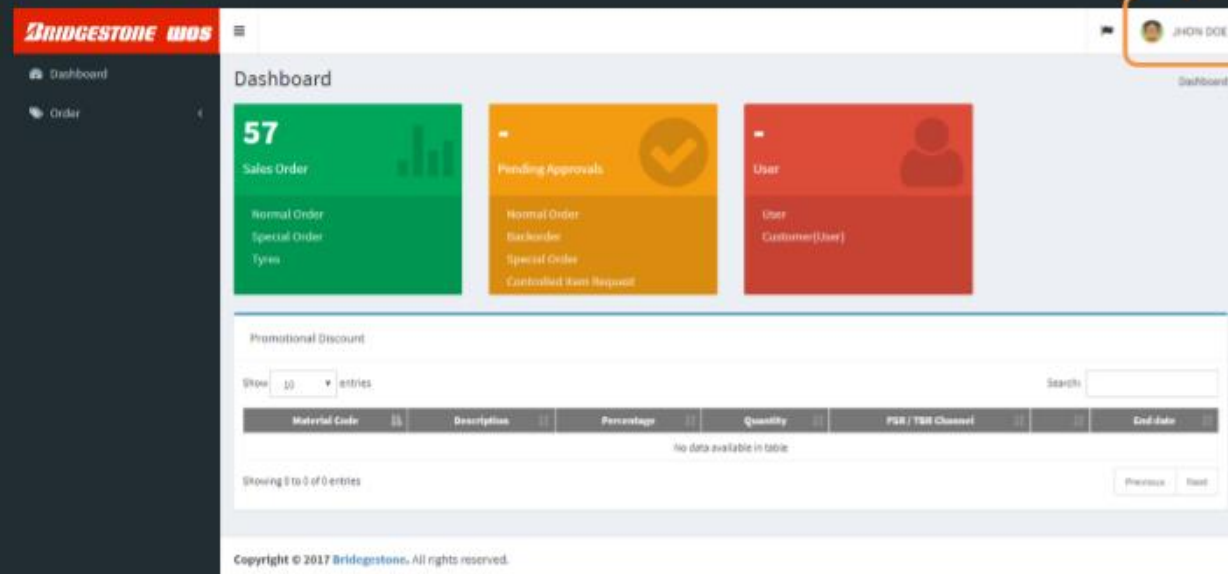 BRIDGESTONE WOS
JHON DOE
Dashboard
Order
Dashboard
Dashboard
57
Sales Order
Normal Order
Special Order
Tyres
-
Pending Approvals
Normal Order
Backorder
Special Order
Controlled Item Request
-
User
User
Customer(User)
Promotional Discount
Show 10 entries
Search:
Material Code Description Percentage Quantity PSR / TBR Channel End date
No data available in table
Showing 0 to 0 of 0 entries
Previous Next
Copyright © 2017 Bridegestone. All rights reserved.